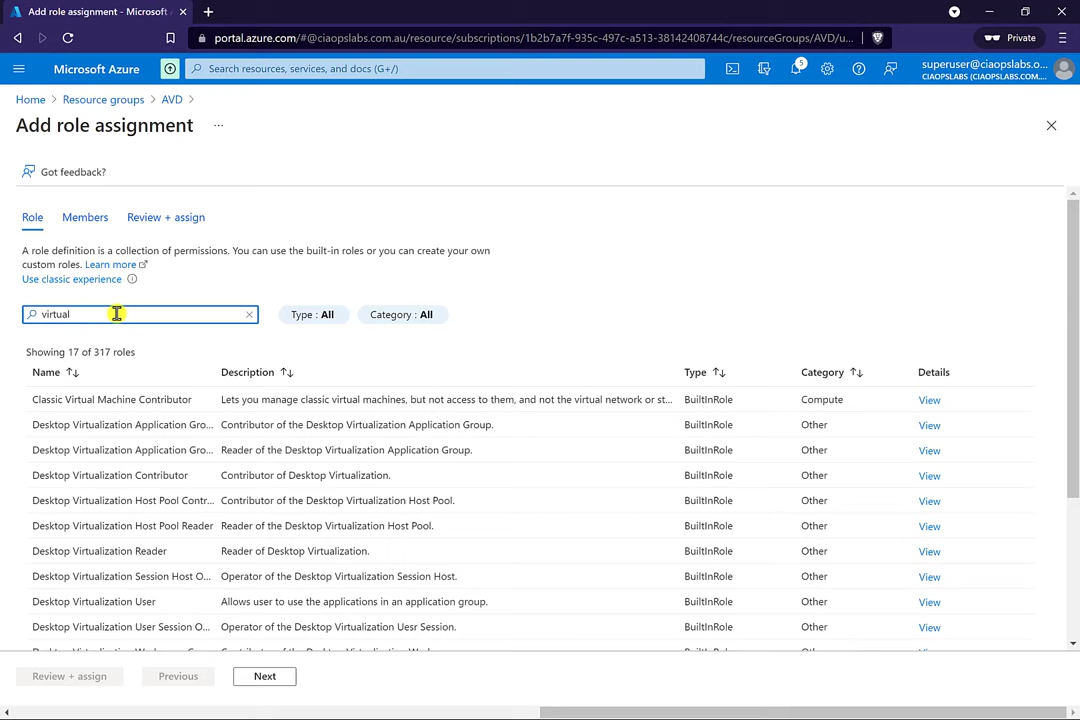 Add role assignment - Microsoft
portal.azure.com/#@ciaopslabs.com.au/resource/subscriptions/1b2b7a7f-935c-497c-a513-38142408744c/resourceGroups/AVD/u...
Private
Microsoft Azure
Search resources, services, and docs (G+/)
5
superuser@ciaopslabs.o...
CIAOPSLABS (CIAOPSLABS.COM....
Home > Resource groups > AVD >
Add role assignment ...
Got feedback?
Role Members Review + assign
A role definition is a collection of permissions. You can use the built-in roles or you can create your own
custom roles. Learn more
Use classic experience
virtual
Type : All
Category : All
Showing 17 of 317 roles
Name Description Type Category Details
Classic Virtual Machine Contributor Lets you manage classic virtual machines, but not access to them, and not the virtual network or st... BuiltInRole Compute View
Desktop Virtualization Application Gro... Contributor of the Desktop Virtualization Application Group. BuiltInRole Other View
Desktop Virtualization Application Gro... Reader of the Desktop Virtualization Application Group. BuiltInRole Other View
Desktop Virtualization Contributor Contributor of Desktop Virtualization. BuiltInRole Other View
Desktop Virtualization Host Pool Contr... Contributor of the Desktop Virtualization Host Pool. BuiltInRole Other View
Desktop Virtualization Host Pool Reader Reader of the Desktop Virtualization Host Pool. BuiltInRole Other View
Desktop Virtualization Reader Reader of Desktop Virtualization. BuiltInRole Other View
Desktop Virtualization Session Host O... Operator of the Desktop Virtualization Session Host. BuiltInRole Other View
Desktop Virtualization User Allows user to use the applications in an application group. BuiltInRole Other View
Desktop Virtualization User Session O... Operator of the Desktop Virtualization Uesr Session. BuiltInRole Other View
Review + assign
Previous
Next